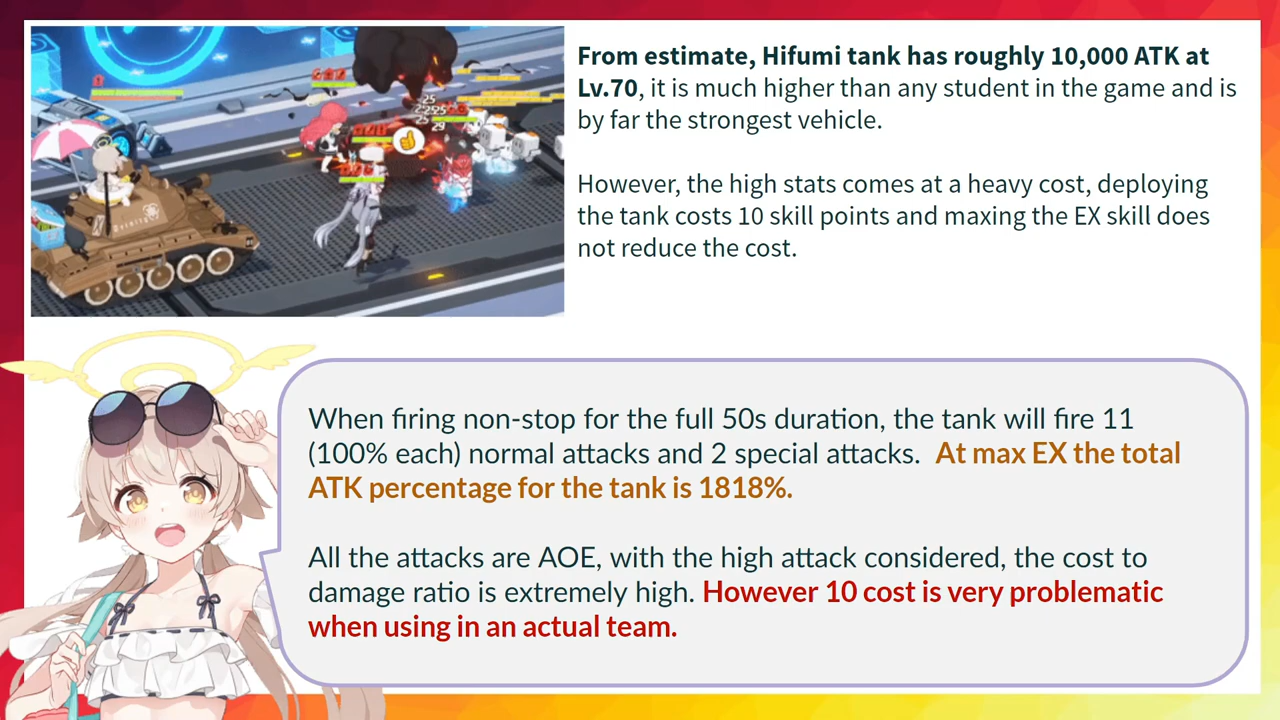 From estimate, Hifumi tank has roughly 10,000 ATK at
Lv.70, it is much higher than any student in the game and is
by far the strongest vehicle.
However, the high stats comes at a heavy cost, deploying
the tank costs 10 skill points and maxing the EX skill does
not reduce the cost.
When firing non-stop for the full 50s duration, the tank will fire 11
(100% each) normal attacks and 2 special attacks. At max EX the total
ATK percentage for the tank is 1818%.
All the attacks are AOE, with the high attack considered, the cost to
damage ratio is extremely high. However 10 cost is very problematic
when using in an actual team.